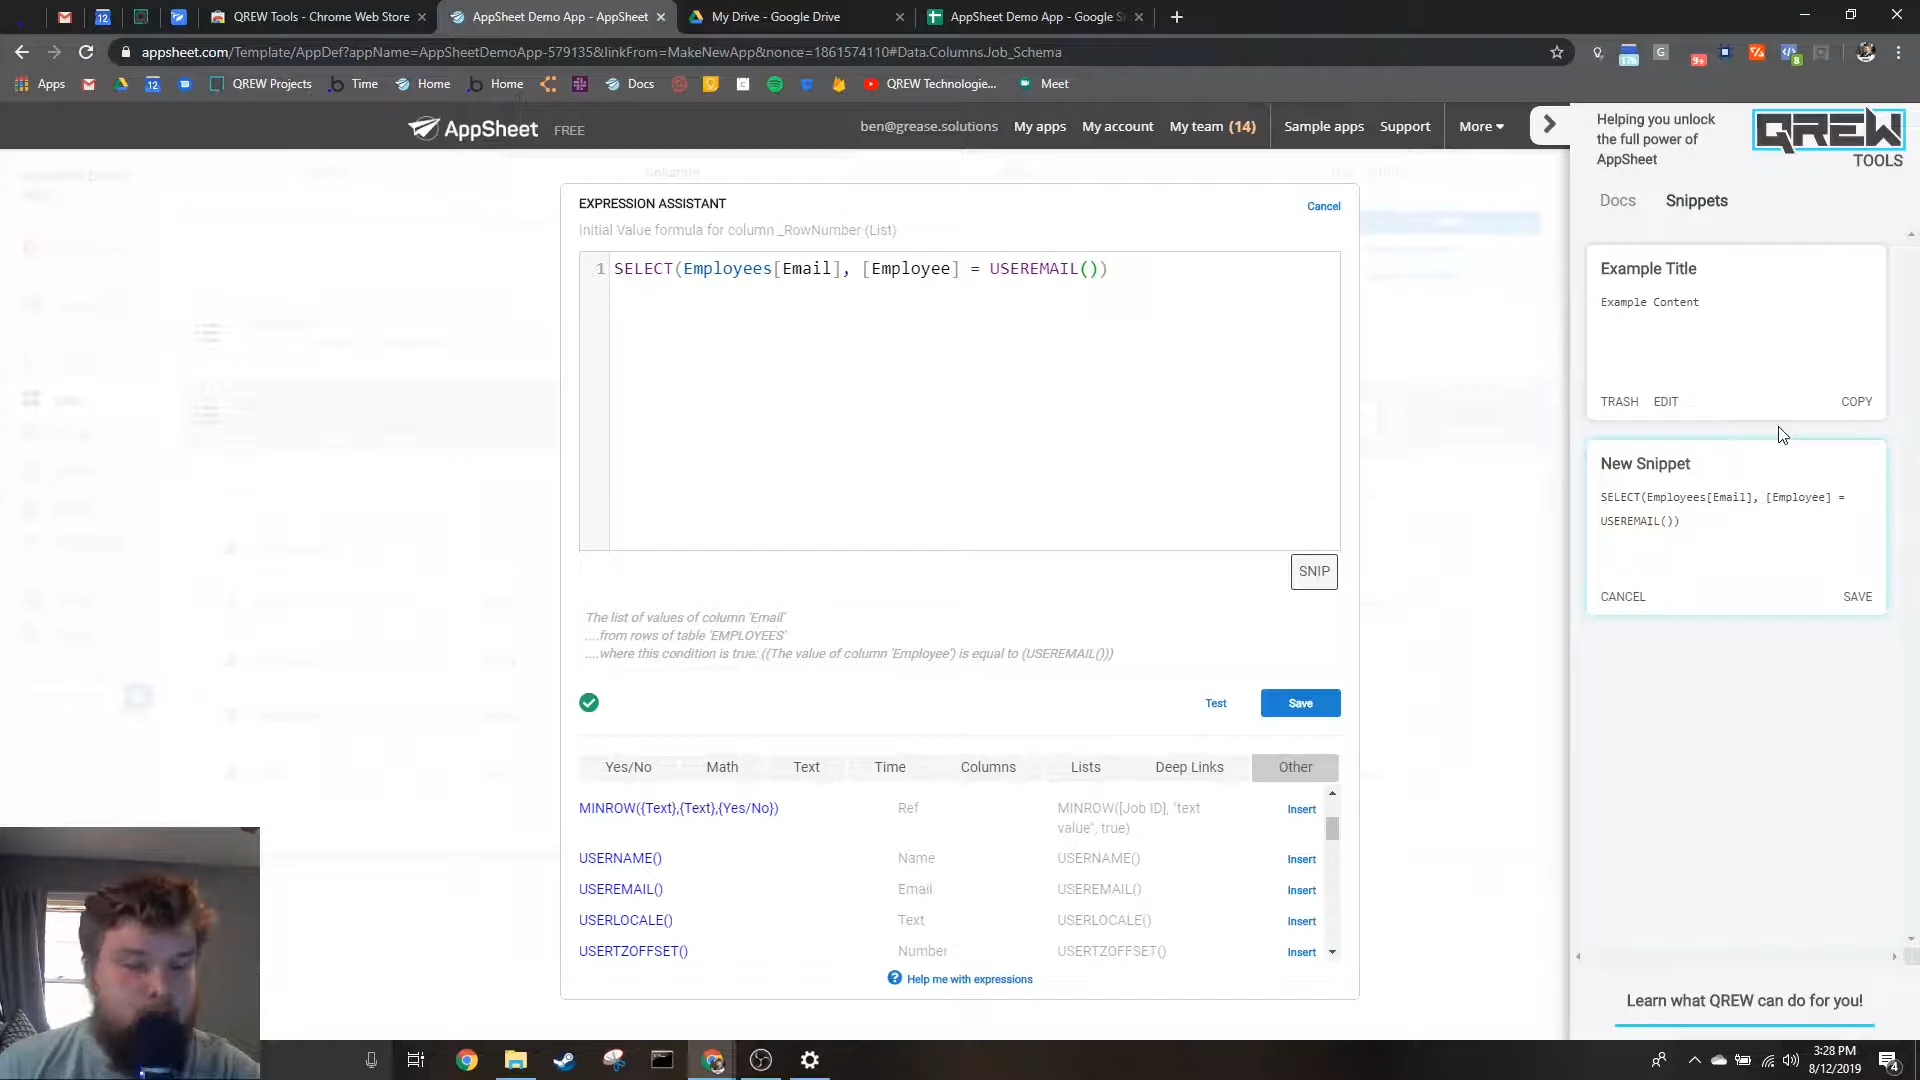 QREW Tools - Chrome Web Store
AppSheet Demo App - AppSheet
My Drive - Google Drive
AppSheet Demo App - Google S
appsheet.com/Template/AppDef?appName=AppSheetDemoApp-579135&linkFrom=MakeNewApp&nonce=1861574110#Data.Columns.Job_Schema
Apps
12
QREW Projects
Time
Home
Home
Docs
QREW Technologie...
Meet
AppSheet FREE
ben@grease.solutions
My apps
My account
My team (14)
Sample apps
Support
More
Helping you unlock
the full power of
AppSheet
QREW
TOOLS
Docs
Snippets
EXPRESSION ASSISTANT
Cancel
Initial Value formula for column _RowNumber (List)
1 SELECT(Employees[Email], [Employee] = USEREMAIL())
SNIP
The list of values of column 'Email'
....from rows of table 'EMPLOYEES'
....where this condition is true: ((The value of column 'Employee') is equal to (USEREMAIL()))
Test
Save
Yes/No
Math
Text
Time
Columns
Lists
Deep Links
Other
MINROW({Text},{Text},{Yes/No})
Ref
MINROW([Job ID], "text
value", true)
Insert
USERNAME()
Name
USERNAME()
Insert
USEREMAIL()
Email
USEREMAIL()
Insert
USERLOCALE()
Text
USERLOCALE()
Insert
USERTZOFFSET()
Number
USERTZOFFSET()
Insert
Help me with expressions
Example Title
Example Content
TRASH
EDIT
COPY
New Snippet
SELECT(Employees[Email], [Employee] =
USEREMAIL())
CANCEL
SAVE
Learn what QREW can do for you!
3:28 PM
8/12/2019
4